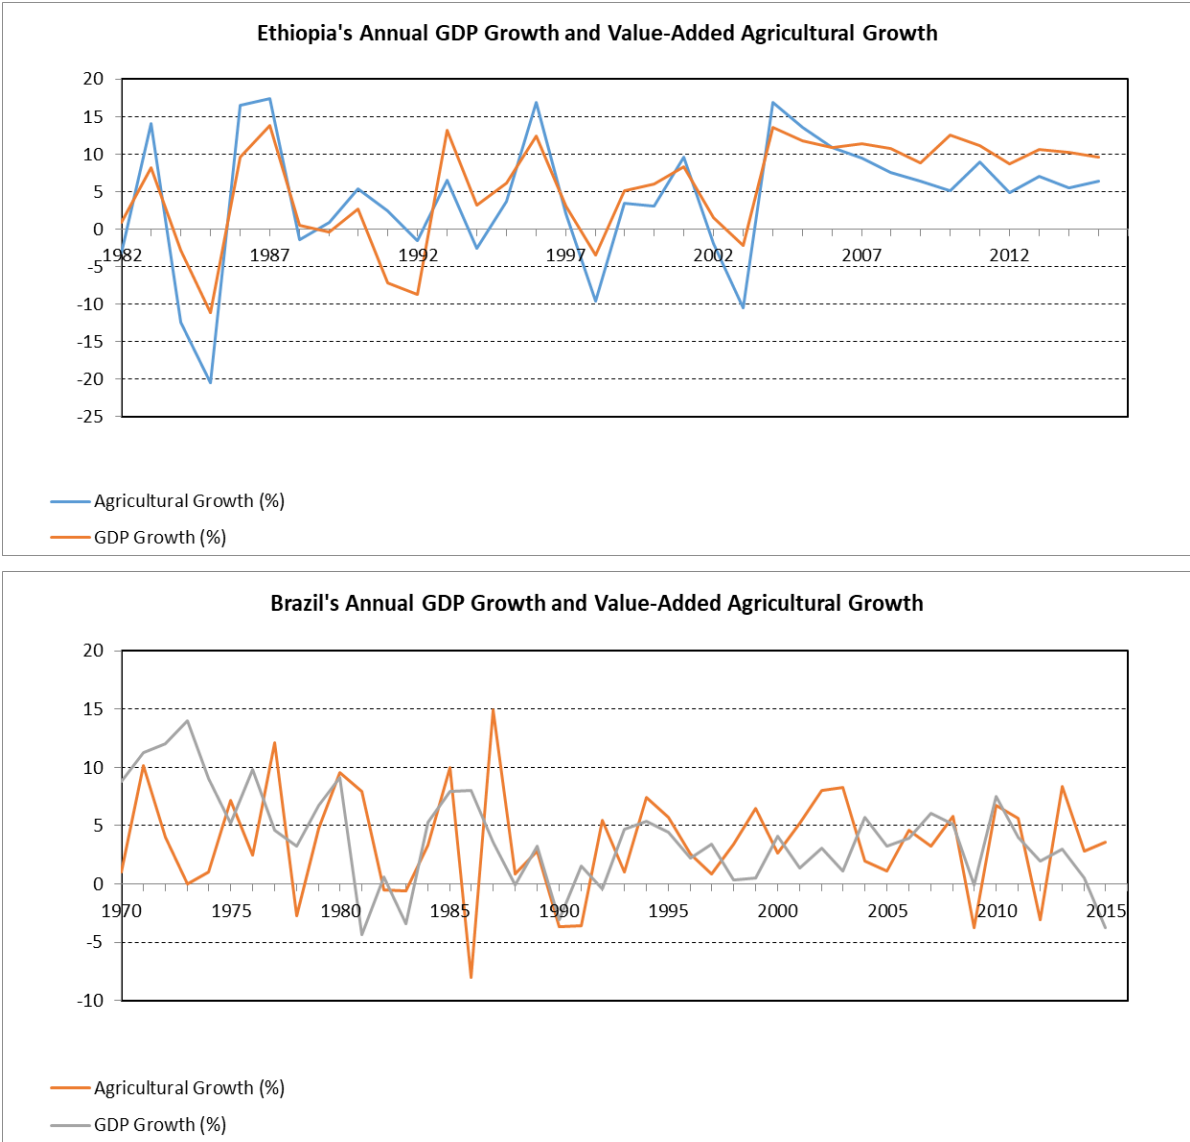 Ethiopia's Annual GDP Growth and Value-Added Agricultural Growth
20
15
10
5
0
1982 1987 1992 1997 2002 2007 2012
-5
-10
-15
-20
-25
Agricultural Growth (%)
GDP Growth (%)
Brazil's Annual GDP Growth and Value-Added Agricultural Growth
20
15
10
5
0
1970 1975 1980 1985 1990 1995 2000 2005 2010 2015
-5
-10
Agricultural Growth (%)
GDP Growth (%)